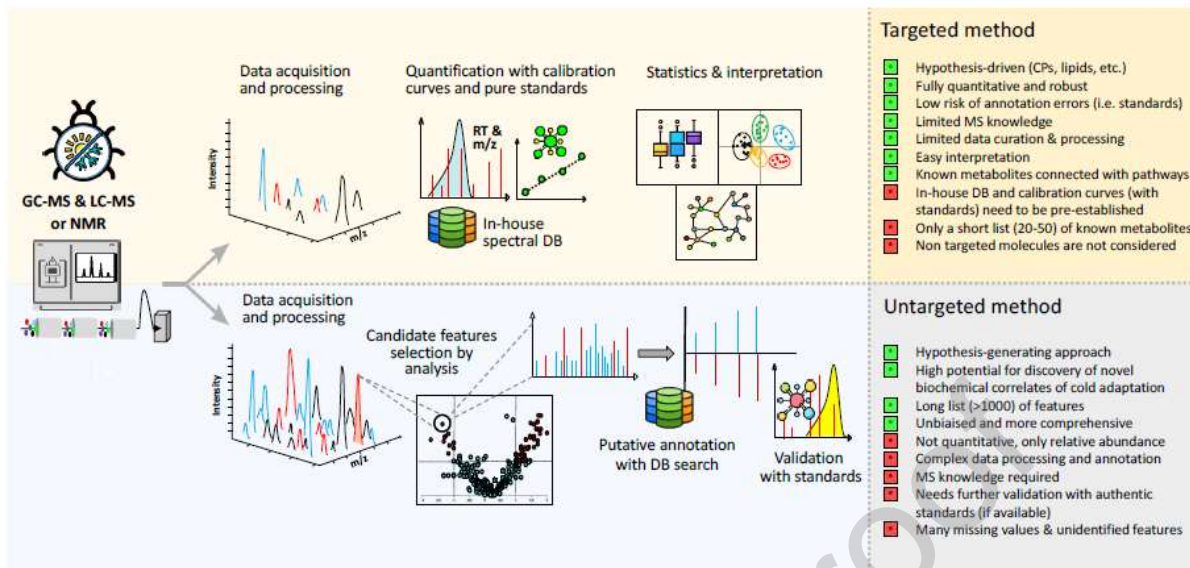 GC-MS & LC-MS
or NMR
Data acquisition
and processing
Intensity
m/z
Quantification with calibration
curves and pure standards
RT &
m/z
In-house
spectral DB
Statistics & interpretation
Targeted method
Hypothesis-driven (CPs, lipids, etc.)
Fully quantitative and robust
Low risk of annotation errors (i.e. standards)
Limited MS knowledge
Limited data curation & processing
Easy interpretation
Known metabolites connected with pathways
In-house DB and calibration curves (with
standards) need to be pre-established
Only a short list (20-50) of known metabolites
Non targeted molecules are not considered
Data acquisition
and processing
Intensity
m/z
Candidate features
selection by
analysis
Putative annotation
with DB search
Validation
with standards
Untargeted method
Hypothesis-generating approach
High potential for discovery of novel
biochemical correlates of cold adaptation
Long list (>1000) of features
Unbiaised and more comprehensive
Not quantitative, only relative abundance
Complex data processing and annotation
MS knowledge required
Needs further validation with authentic
standards (if available)
Many missing values & unidentified features